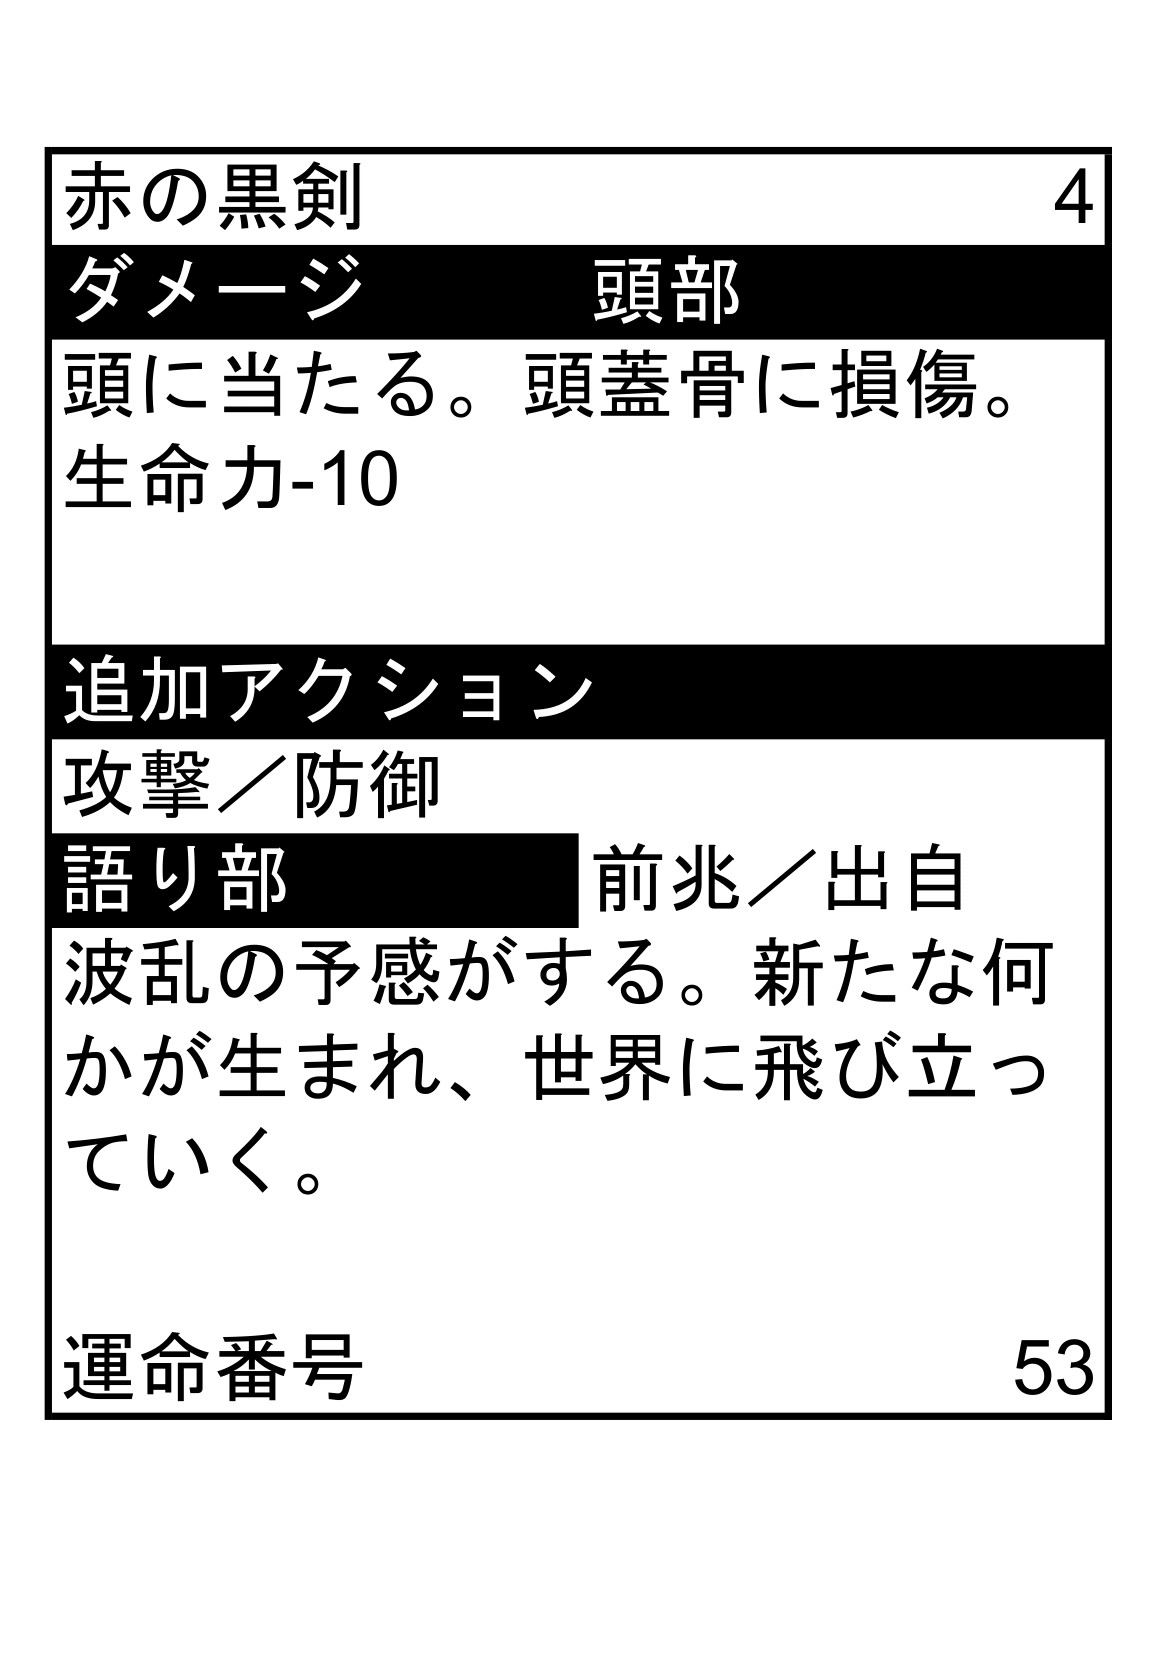 赤の黒剣 4
ダメージ 頭部
頭に当たる。頭蓋骨に損傷。
生命力-10
追加アクション
攻撃／防御
語り部 前兆／出自
波乱の予感がする。新たな何
かが生まれ、世界に飛び立っ
ていく。
運命番号 53